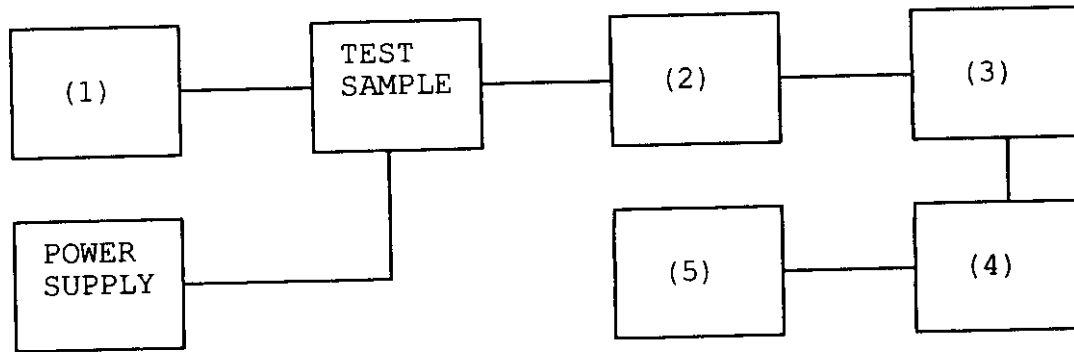 (1)
TEST
SAMPLE
(2)
(3)
POWER
SUPPLY
(5)
(4)